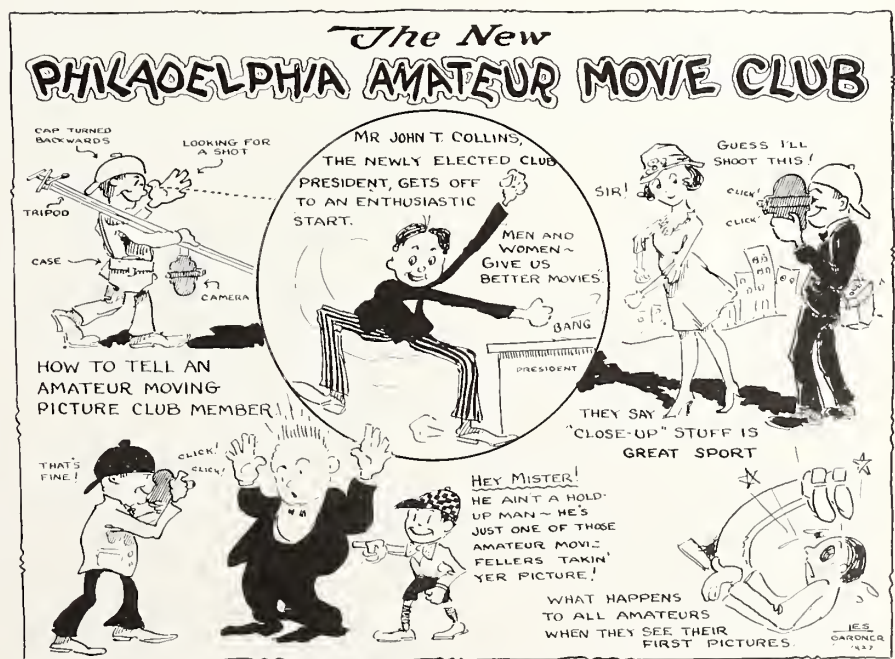 The New
PHILADELPHIA AMATEUR MOVIE CLUB
CAP TURNED
BACKWARDS
LOOKING FOR
A SHOT
TRIPOD
CASE
CAMERA
HOW TO TELL AN
AMATEUR MOVING
PICTURE CLUB MEMBER!
MR JOHN T. COLLINS,
THE NEWLY ELECTED CLUB
PRESIDENT, GETS OFF
TO AN ENTHUSIASTIC
START.
MEN AND
WOMEN ~
GIVE US
BETTER MOVIES"
BANG
PRESIDENT
SIR!
GUESS I'LL
SHOOT THIS!
CLICK!
CLICK!
THEY SAY
"CLOSE-UP" STUFF IS
GREAT SPORT
THAT'S
FINE!
CLICK!
CLICK!
HEY MISTER!
HE AINT A HOLD-
UP MAN ~ HE'S
JUST ONE OF THOSE
AMATEUR MOVIE
FELLERS TAKIN'
YER PICTURE!
WHAT HAPPENS
TO ALL AMATEURS
WHEN THEY SEE THEIR
FIRST PICTURES.
LES
GARDNER
1927